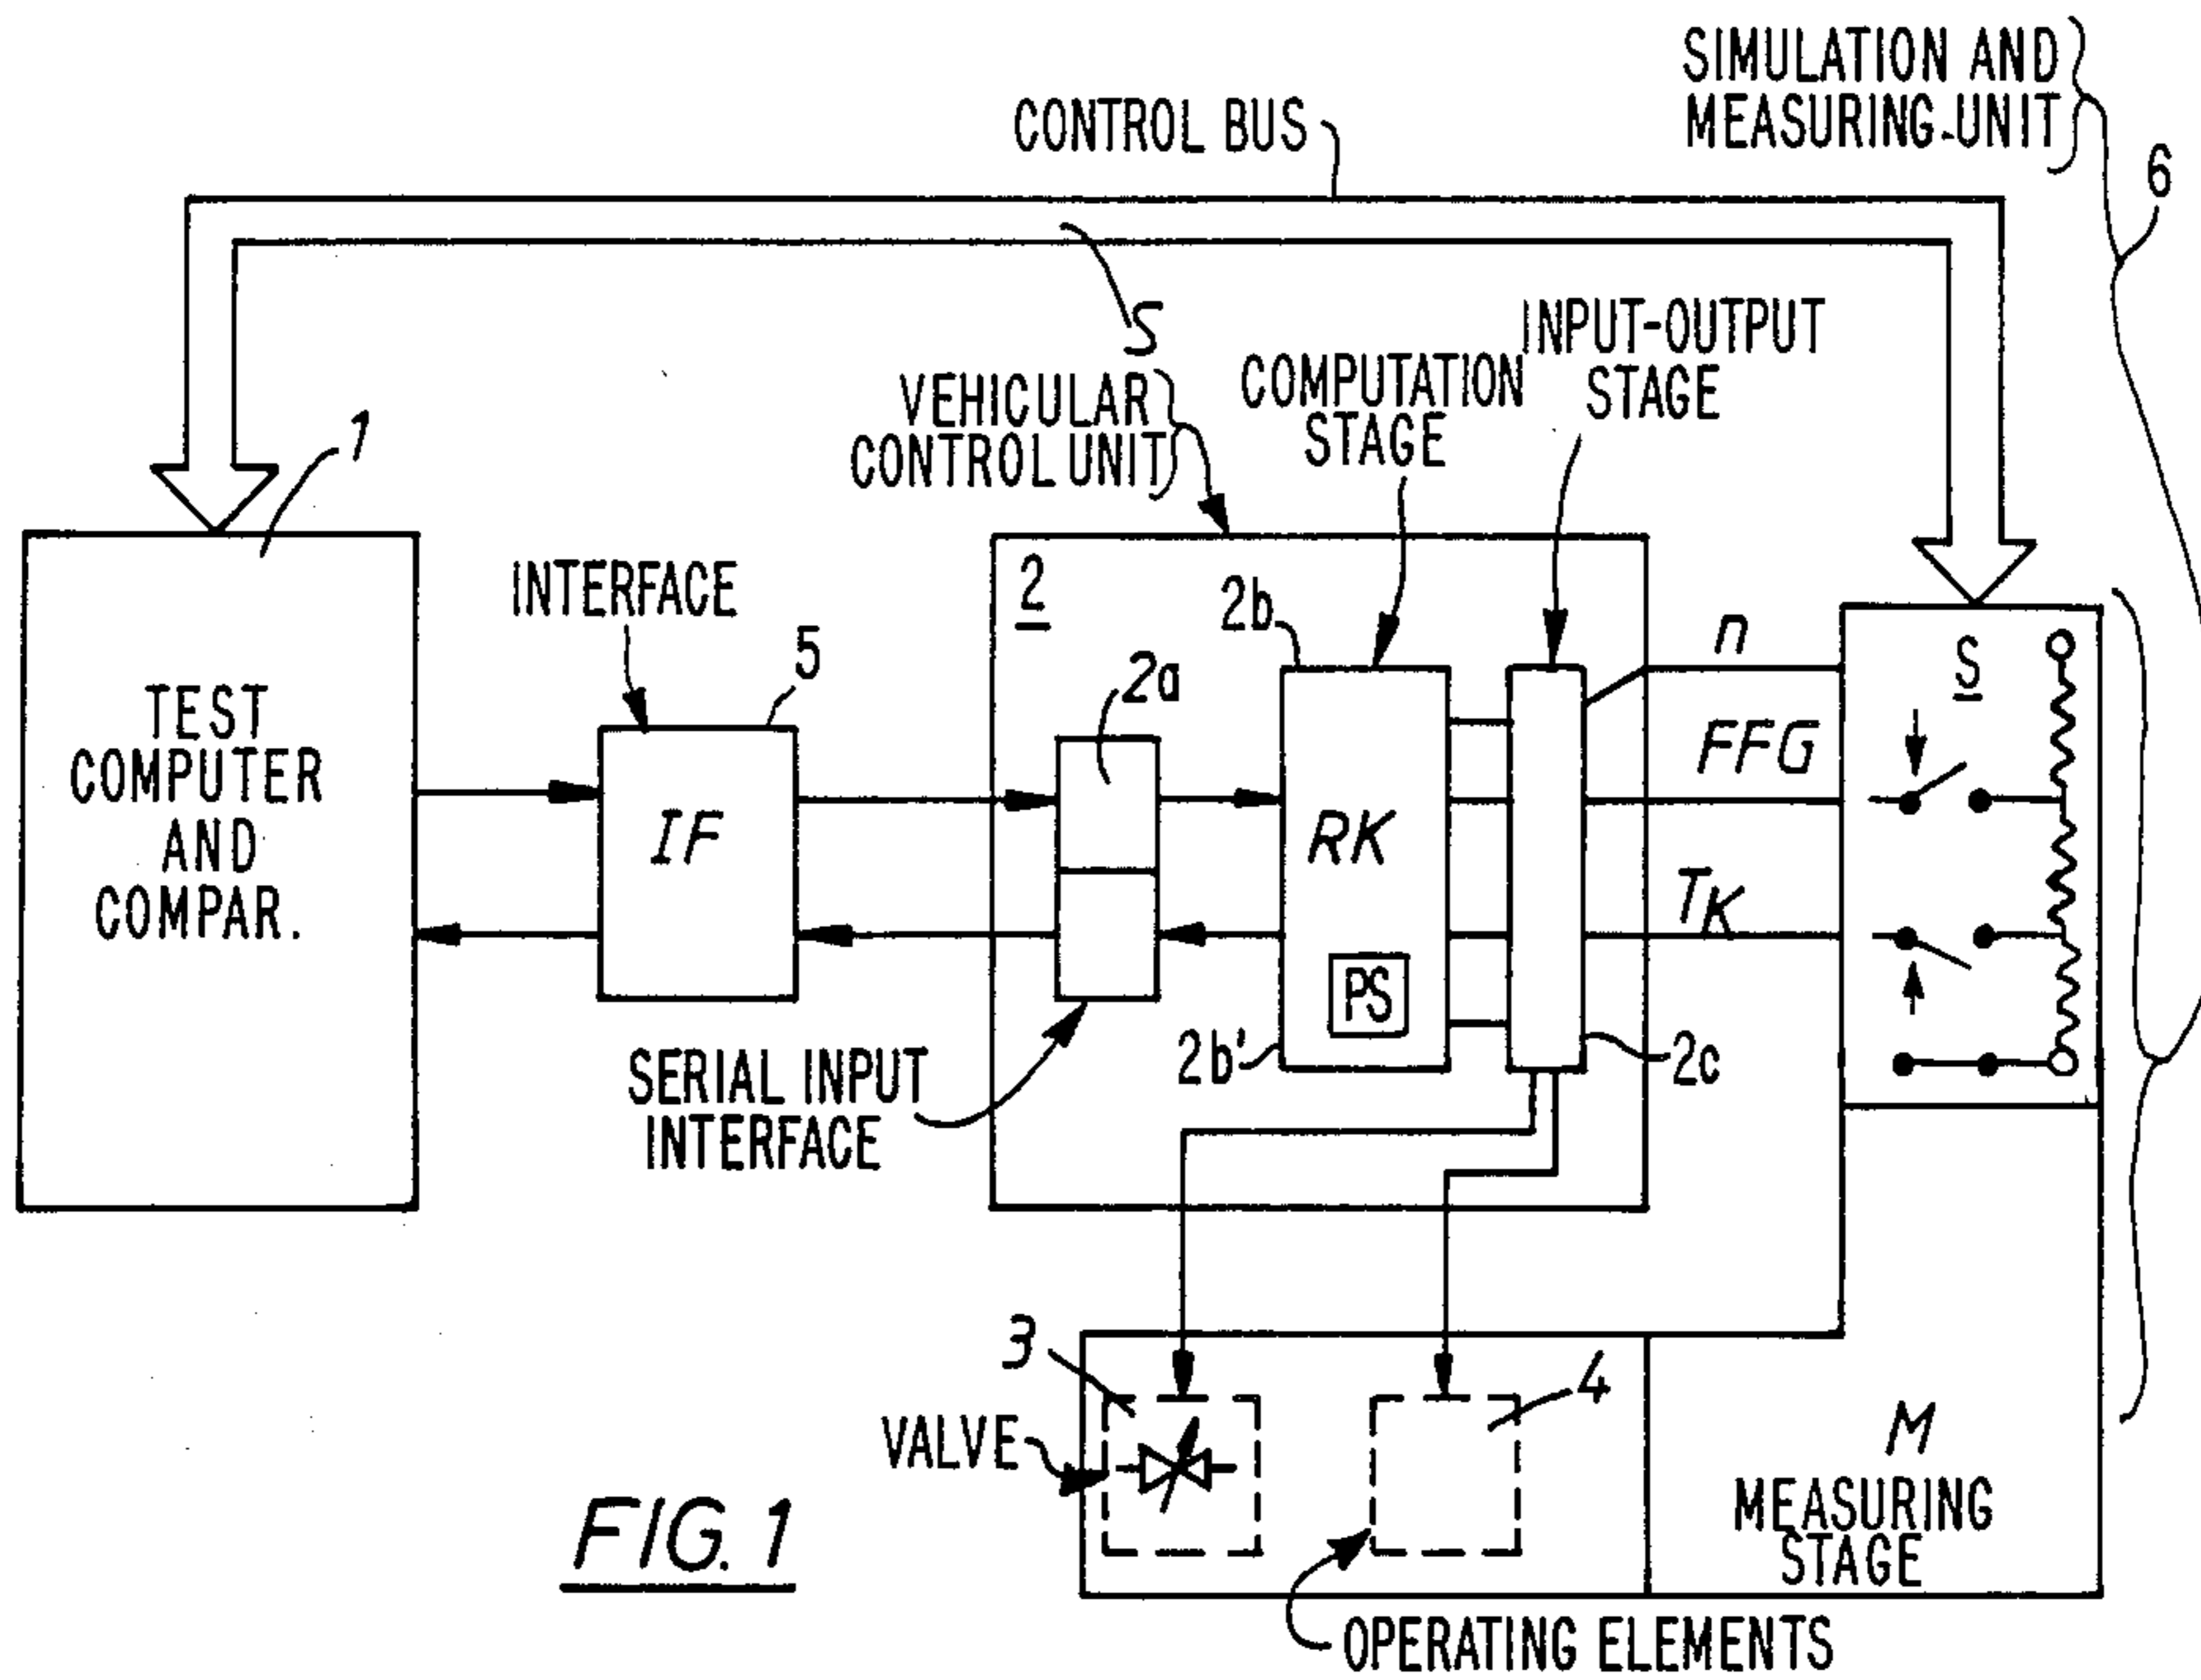 SIMULATION AND
MEASURING UNIT
6
CONTROL BUS
S
VEHICULAR
CONTROL UNIT
COMPUTATION
STAGE
INPUT-OUTPUT
STAGE
1
TEST
COMPUTER
AND
COMPAR.
INTERFACE
5
IF
2
2a
2b
RK
PS
2b'
2c
SERIAL INPUT
INTERFACE
n
FFG
TK
S
3
VALVE
4
OPERATING ELEMENTS
M
MEASURING
STAGE
FIG. 1